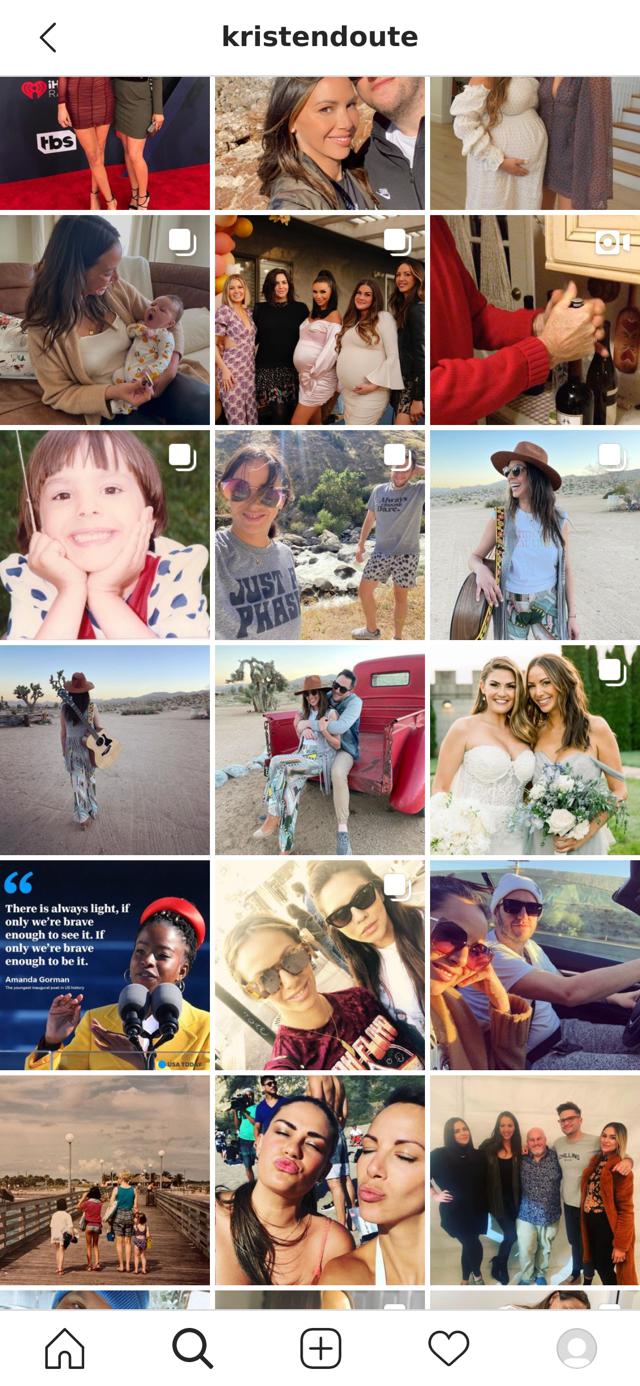 kristendoute
tbs
JUST A
PHASE
Always
There is always light, if
only we're brave
enough to see it. If
only we're brave
enough to be it.
Amanda Gorman
The youngest inaugural poet in US history
USA TODAY
CHILLING